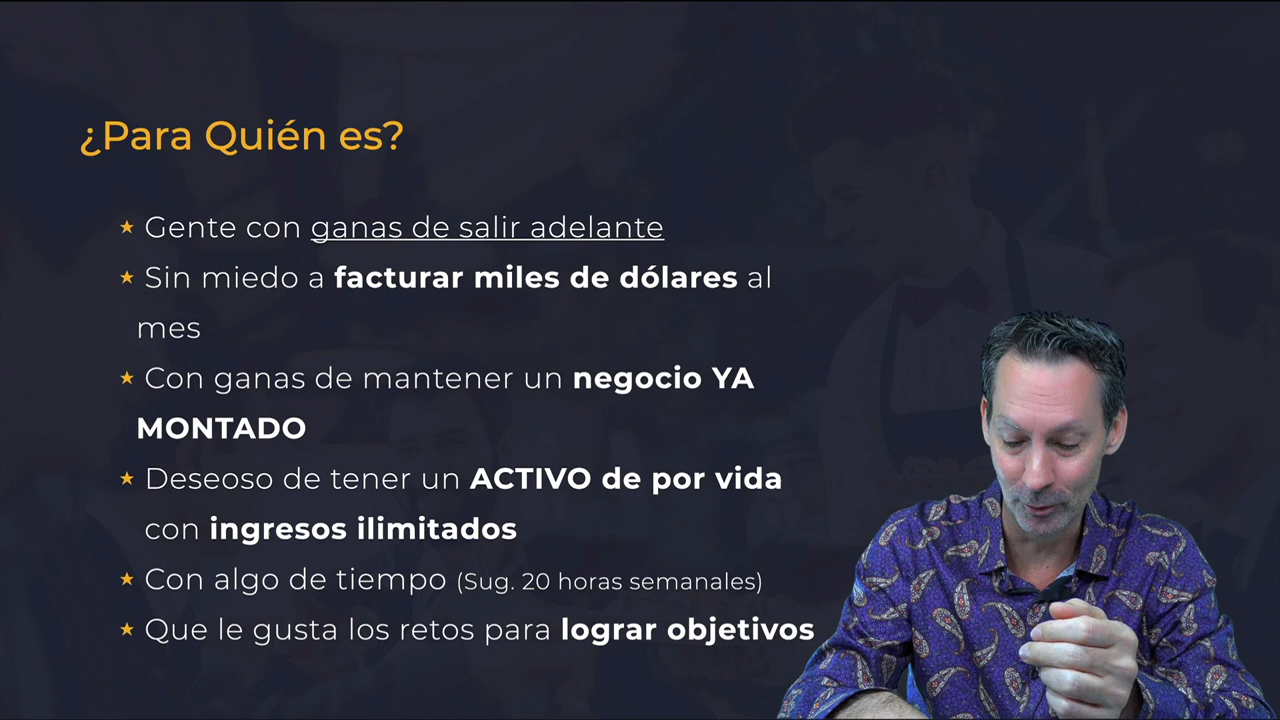 ¿Para Quién es?
Gente con ganas de salir adelante
Sin miedo a facturar miles de dólares al
mes
Con ganas de mantener un negocio YA
MONTADO
Deseoso de tener un ACTIVO de por vida
con ingresos ilimitados
Con algo de tiempo (Sug. 20 horas semanales)
Que le gusta los retos para lograr objetivos